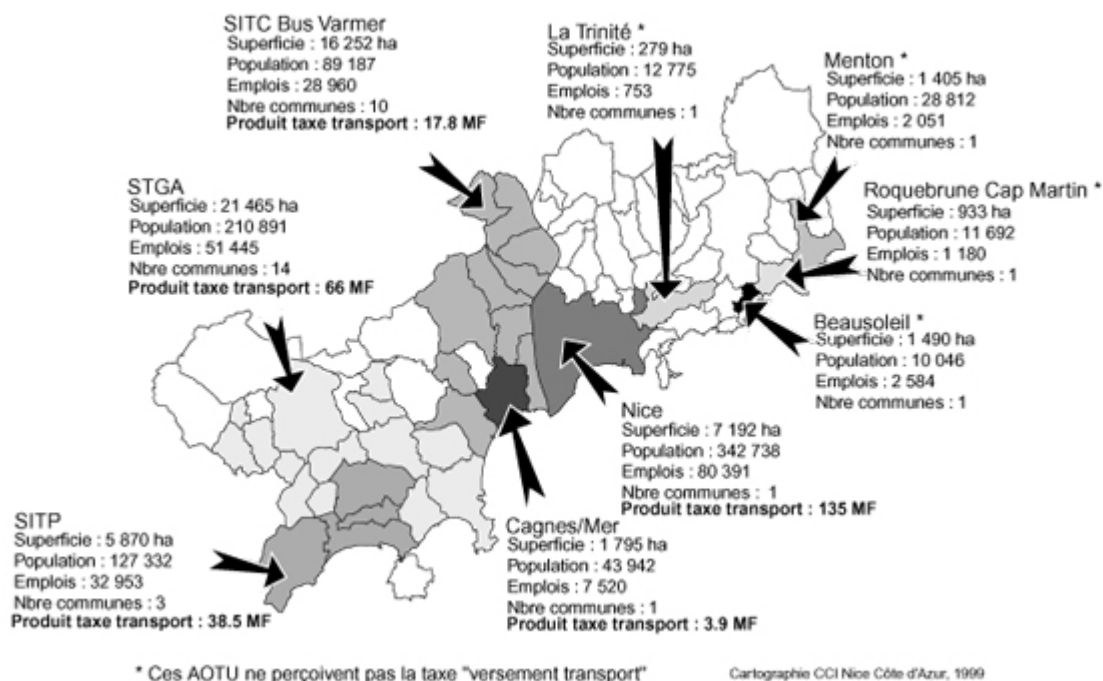 SITC Bus Varmer
Superficie : 16 252 ha
Population : 89 187
Emplois : 28 960
Nbre communes : 10
Produit taxe transport : 17.8 MF
La Trinité *
Superficie : 279 ha
Population : 12 775
Emplois : 753
Nbre communes : 1
Menton *
Superficie : 1 405 ha
Population : 28 812
Emplois : 2 051
Nbre communes : 1
STGA
Superficie : 21 465 ha
Population : 210 891
Emplois : 51 445
Nbre communes : 14
Produit taxe transport : 66 MF
Roquebrune Cap Martin *
Superficie : 933 ha
Population : 11 692
Emplois : 1 180
Nbre communes : 1
Beausoleil *
Superficie : 1 490 ha
Population : 10 046
Emplois : 2 584
Nbre communes : 1
Nice
Superficie : 7 192 ha
Population : 342 738
Emplois : 80 391
Nbre communes : 1
Produit taxe transport : 135 MF
SITP
Superficie : 5 870 ha
Population : 127 332
Emplois : 32 953
Nbre communes : 3
Produit taxe transport : 38.5 MF
Cagnes/Mer
Superficie : 1 795 ha
Population : 43 942
Emplois : 7 520
Nbre communes : 1
Produit taxe transport : 3.9 MF
* Ces AOTU ne perçoivent pas la taxe "versement transport"
Cartographie CCI Nice Côte d'Azur, 1999